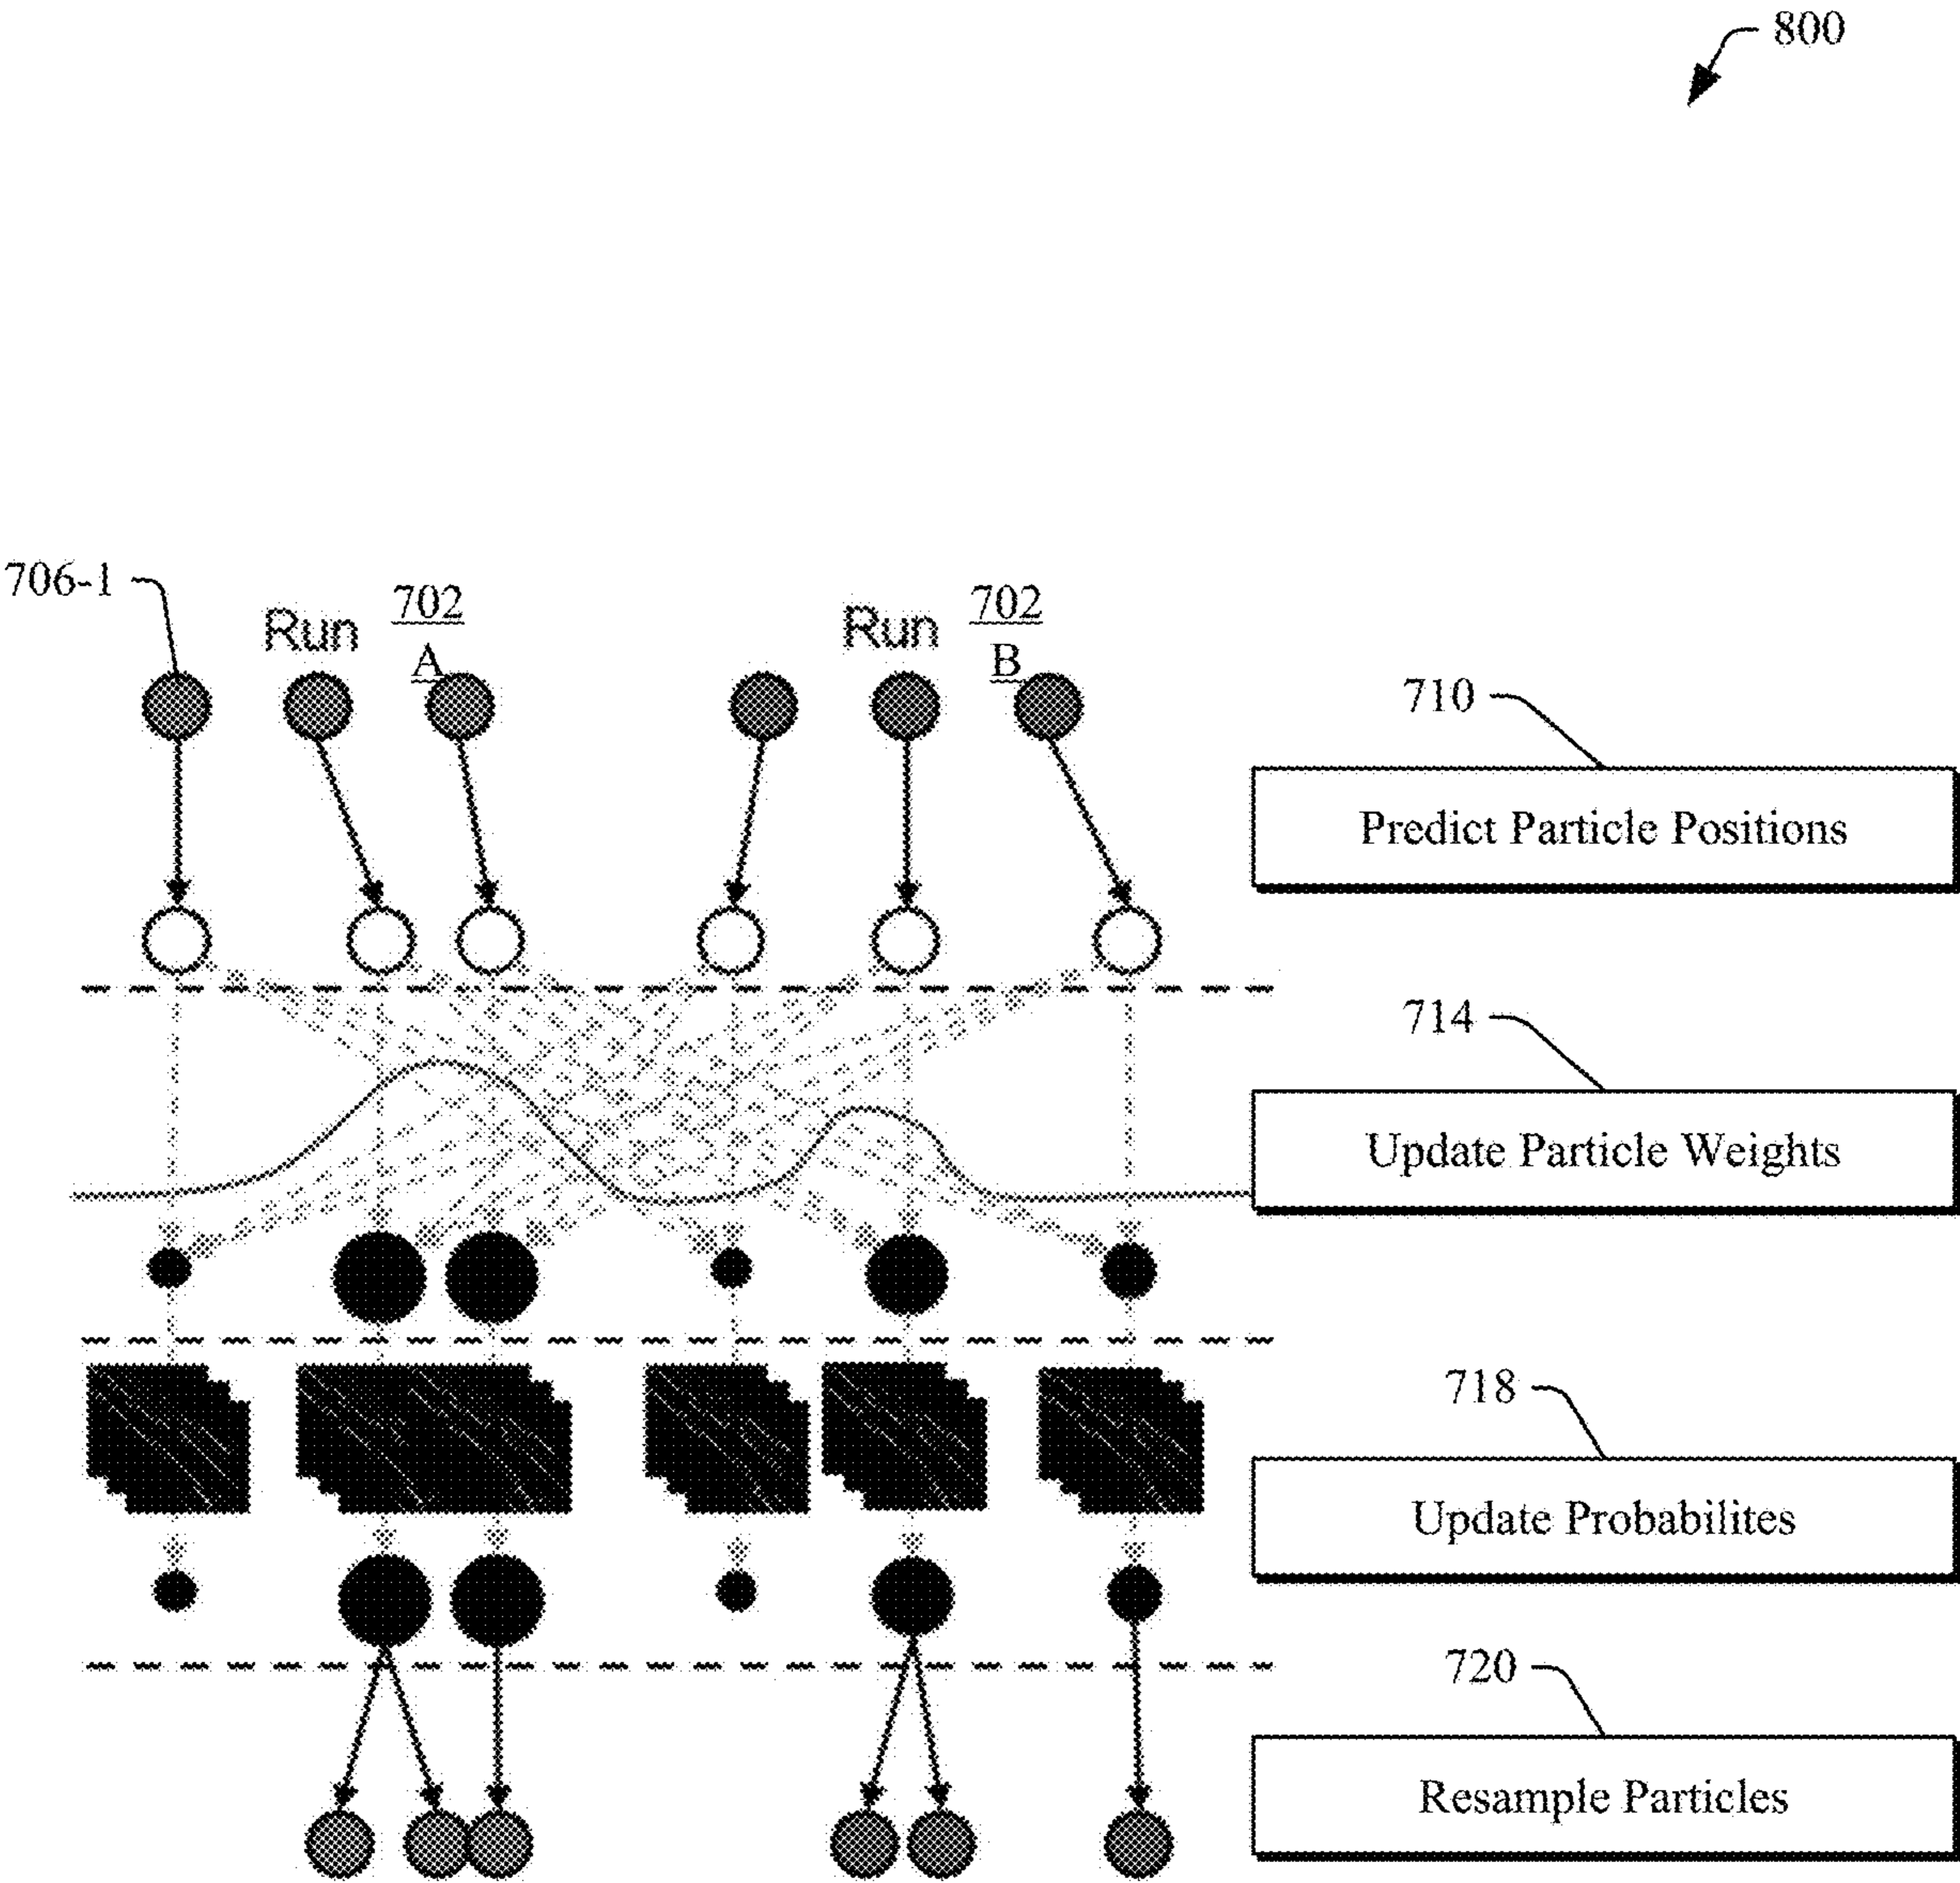 800
706-1
Run 702 A
Run 702 B
710
Predict Particle Positions
714
Update Particle Weights
718
Update Probabilites
720
Resample Particles